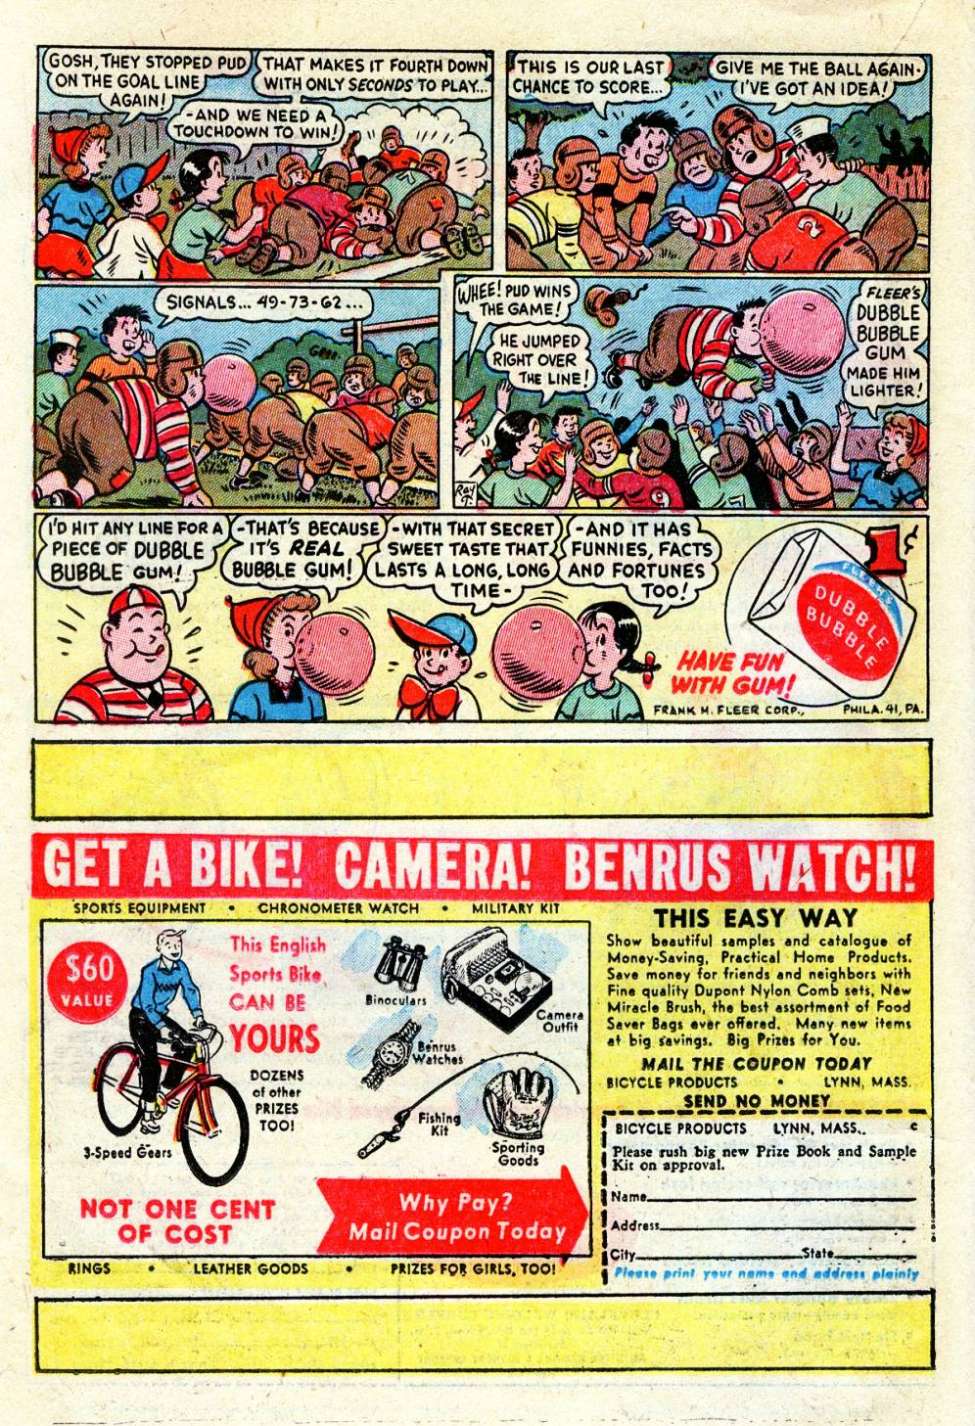 GOSH, THEY STOPPED PUD
ON THE GOAL LINE
AGAIN!
THAT MAKES IT FOURTH DOWN
WITH ONLY SECONDS TO PLAY...
-AND WE NEED A
TOUCHDOWN TO WIN!
THIS IS OUR LAST
CHANCE TO SCORE...
GIVE ME THE BALL AGAIN-
I'VE GOT AN IDEA!
2
SIGNALS... 49-73-62...
WHEE! PUD WINS
THE GAME!
HE JUMPED
RIGHT OVER
THE LINE!
FLEER'S
DUBBLE
BUBBLE
GUM
MADE HIM
LIGHTER!
RAY
G.
I'D HIT ANY LINE FOR A
PIECE OF DUBBLE
BUBBLE GUM!
-THAT'S BECAUSE
IT'S REAL
BUBBLE GUM!
-WITH THAT SECRET
SWEET TASTE THAT
LASTS A LONG, LONG
TIME-
-AND IT HAS
FUNNIES, FACTS
AND FORTUNES
TOO!
1¢
FLEER'S
DUBBLE
BUBBLE
HAVE FUN
WITH GUM!
FRANK H. FLEER CORP., PHILA. 41, PA.
GET A BIKE! CAMERA! BENRUS WATCH!
SPORTS EQUIPMENT • CHRONOMETER WATCH • MILITARY KIT
$60
VALUE
This English
Sports Bike
CAN BE
YOURS
DOZENS
of other
PRIZES
TOO!
3-Speed Gears
Binoculars
Camera
Outfit
Benrus
Watches
Fishing
Kit
Sporting
Goods
NOT ONE CENT
OF COST
Why Pay?
Mail Coupon Today
RINGS • LEATHER GOODS • PRIZES FOR GIRLS, TOO!
THIS EASY WAY
Show beautiful samples and catalogue of
Money-Saving, Practical Home Products.
Save money for friends and neighbors with
Fine quality Dupont Nylon Comb sets, New
Miracle Brush, the best assortment of Food
Saver Bags ever offered. Many new items
at big savings. Big Prizes for You.
MAIL THE COUPON TODAY
BICYCLE PRODUCTS • LYNN, MASS.
SEND NO MONEY
BICYCLE PRODUCTS LYNN, MASS. C
Please rush big new Prize Book and Sample
Kit on approval.
Name
Address
City State
Please print your name and address plainly